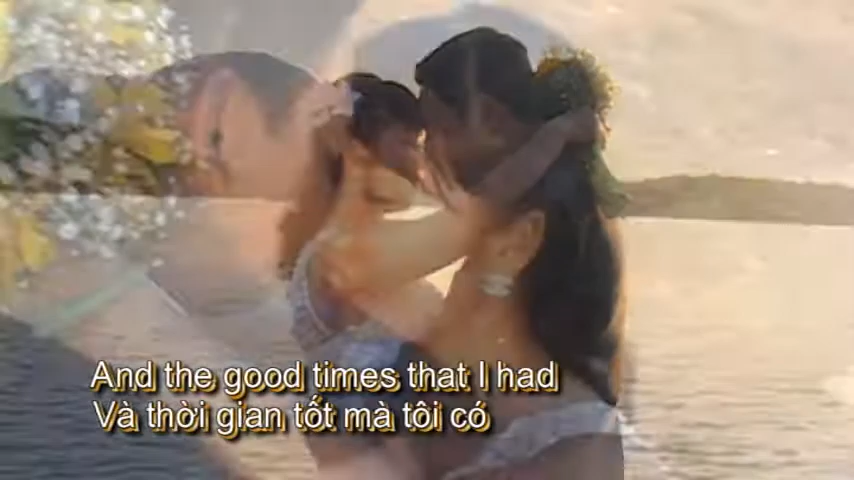 And the good times that I had
Và thời gian tốt mà tôi có